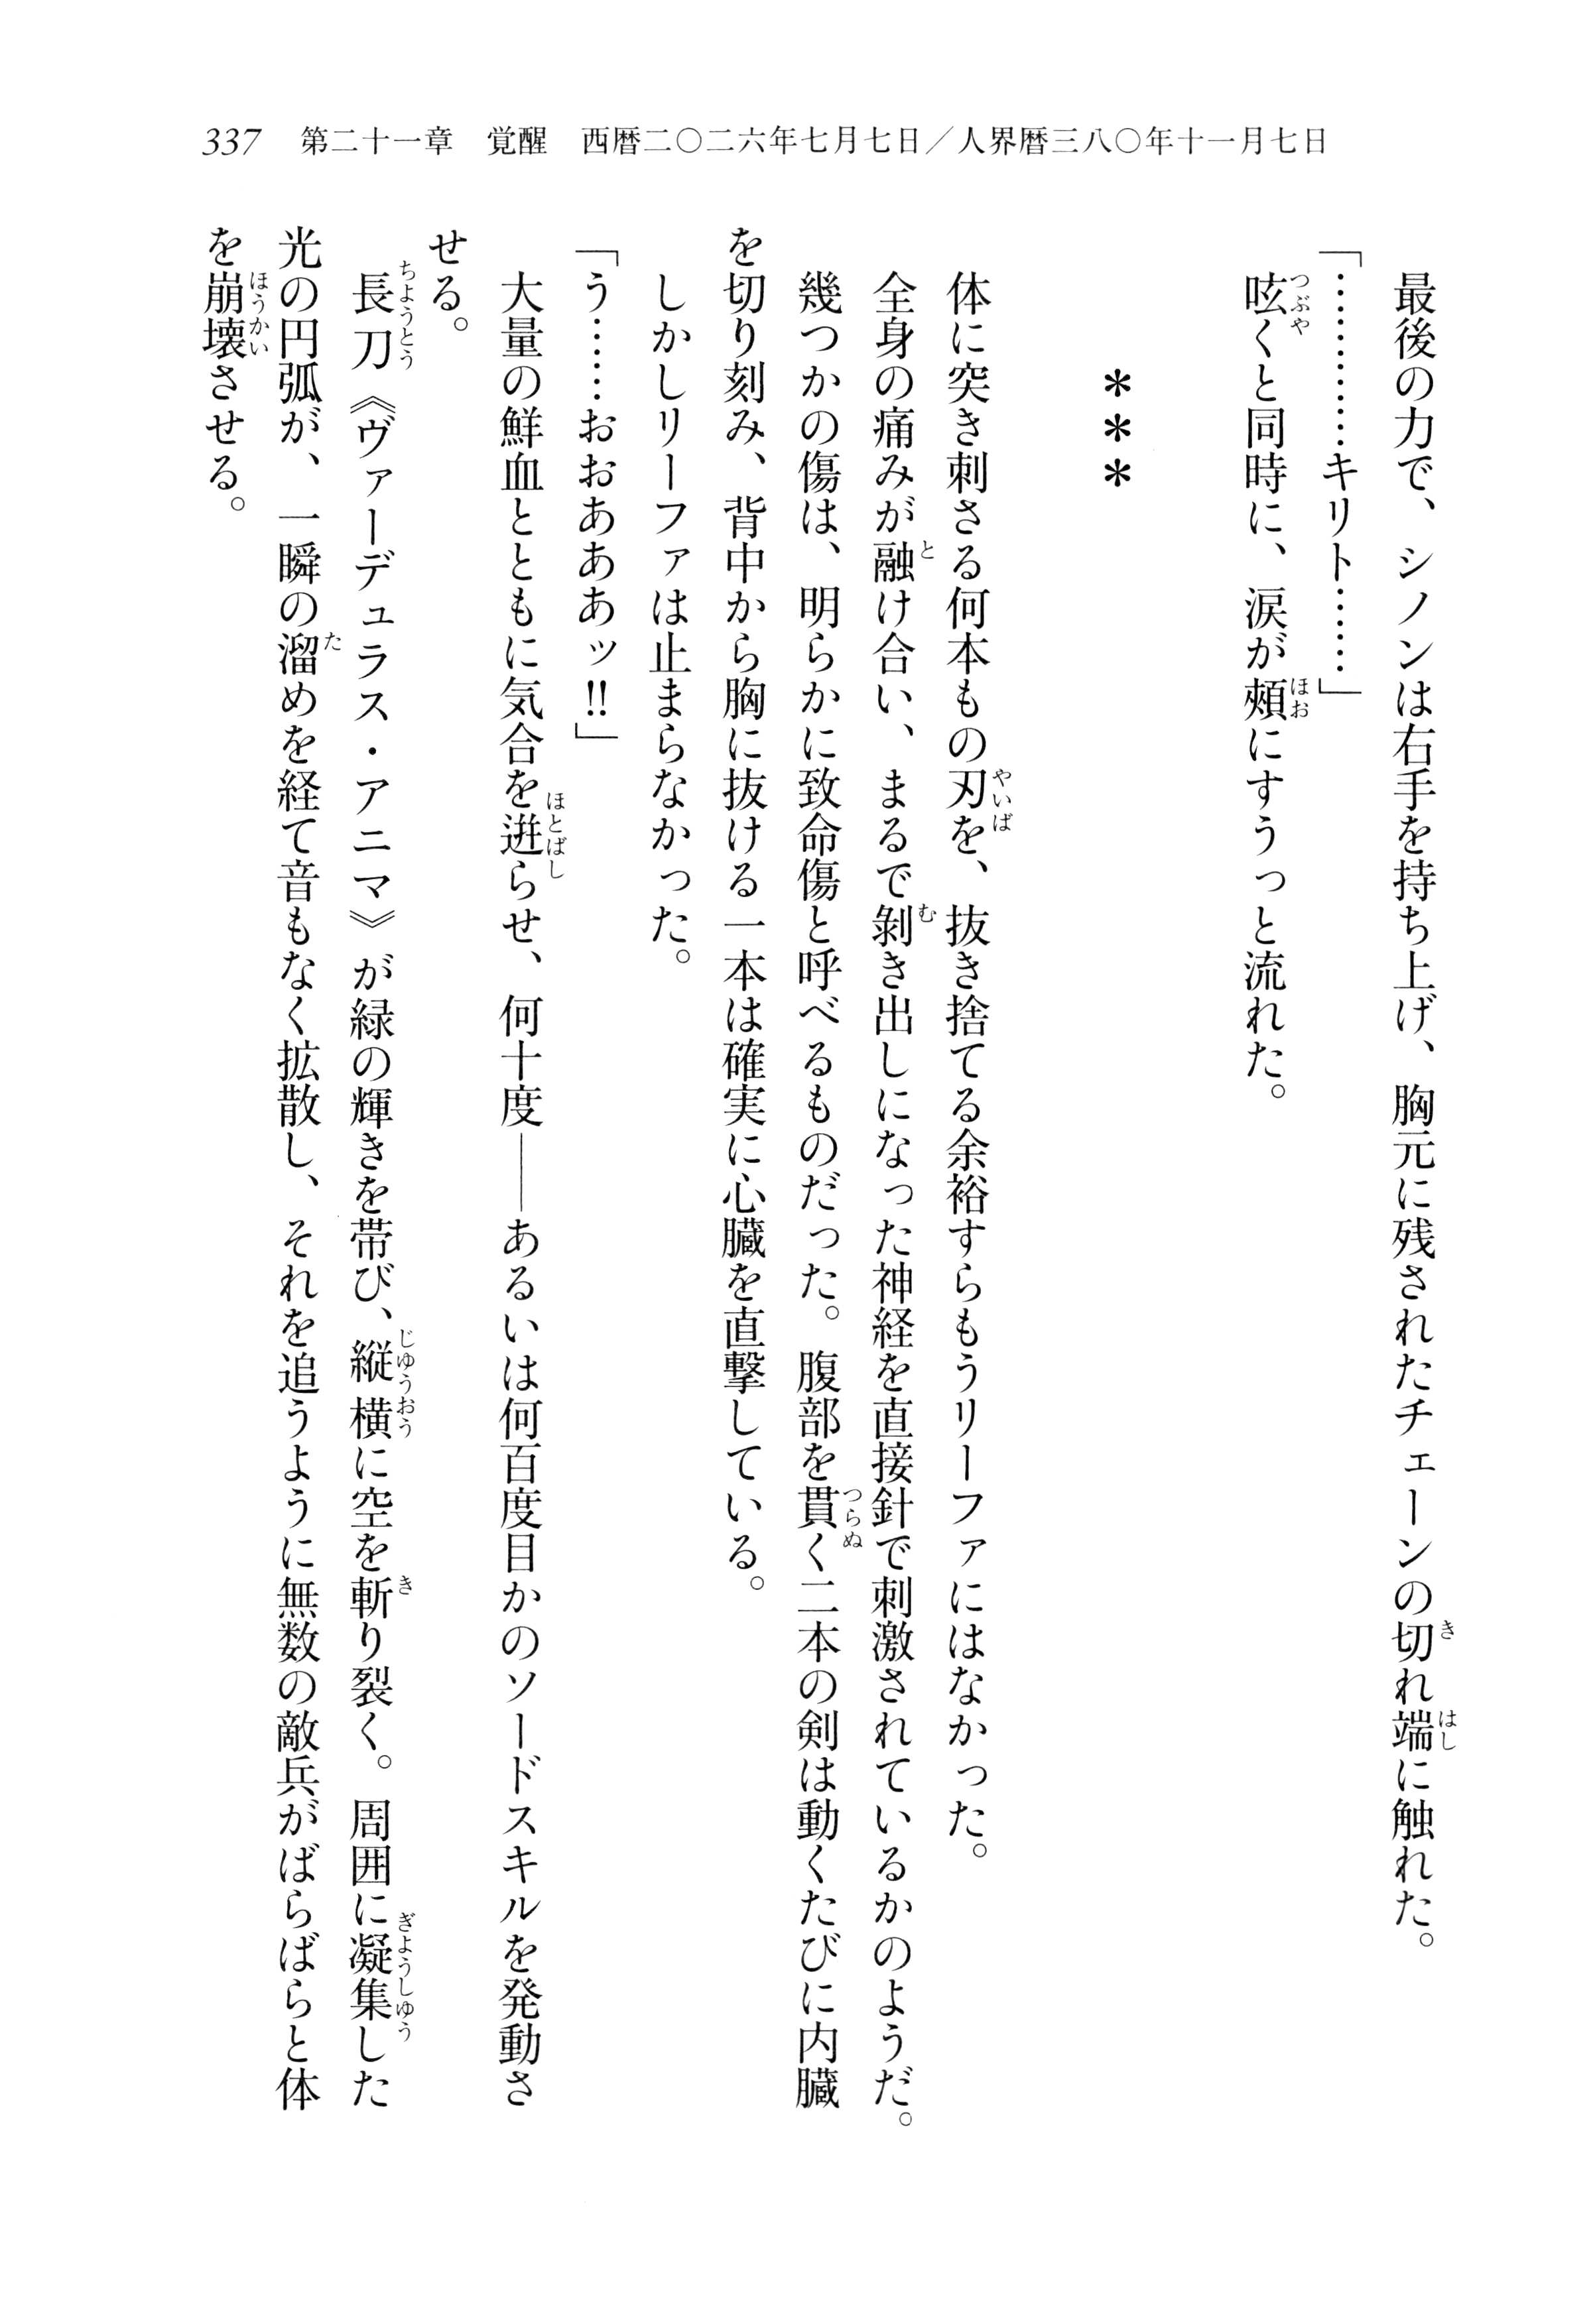 337　第二十一章　覚醒　西暦二〇二六年七月七日／人界暦三八〇年十一月七日
最後の力で、シノンは右手を持ち上げ、胸元に残されたチェーンの切れ端に触れた。
「…………キリト……」
呟くと同時に、涙が頰にすうっと流れた。
＊＊＊
体に突き刺さる何本もの刃を、抜き捨てる余裕すらもうリーファにはなかった。
全身の痛みが融け合い、まるで剝き出しになった神経を直接針で刺激されているかのようだ。
幾つかの傷は、明らかに致命傷と呼べるものだった。腹部を貫く二本の剣は動くたびに内臓
を切り刻み、背中から胸に抜ける一本は確実に心臓を直撃している。
しかしリーファは止まらなかった。
「う……おおあああッ!!」
大量の鮮血とともに気合を迸らせ、何十度――あるいは何百度目かのソードスキルを発動さ
せる。
長刀《ヴァーデュラス・アニマ》が緑の輝きを帯び、縦横に空を斬り裂く。周囲に凝集した
光の円弧が、一瞬の溜めを経て音もなく拡散し、それを追うように無数の敵兵がばらばらと体
を崩壊させる。